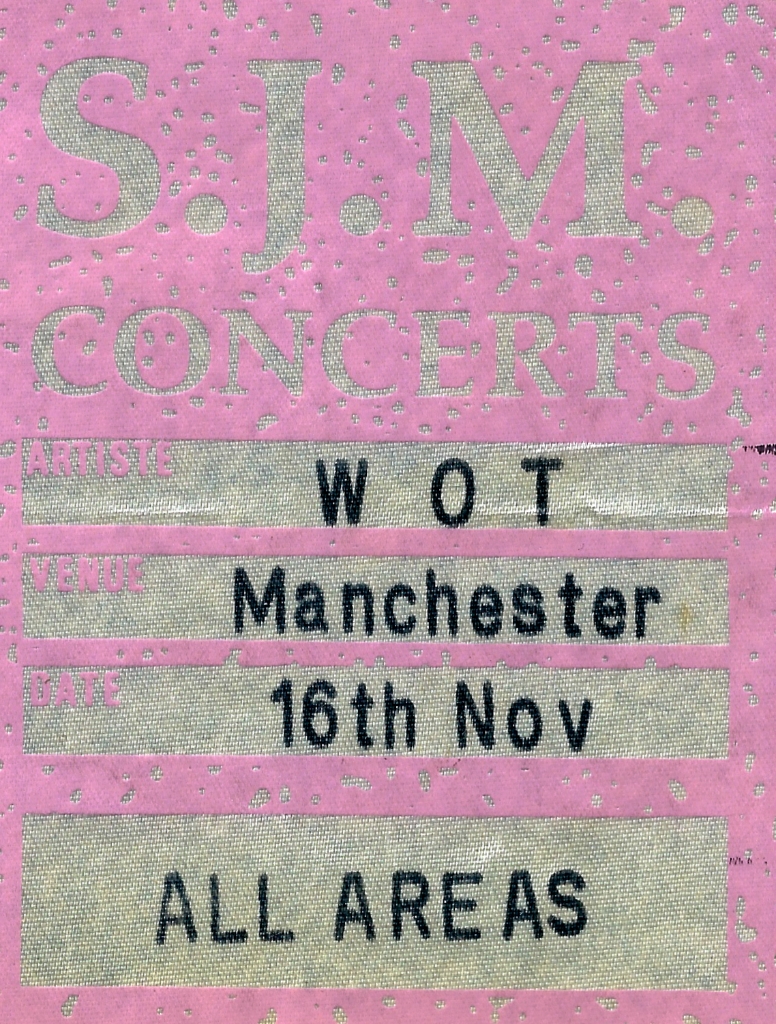 S.J.M.
CONCERTS
ARTISTE W O T
VENUE Manchester
DATE 16th Nov
ALL AREAS